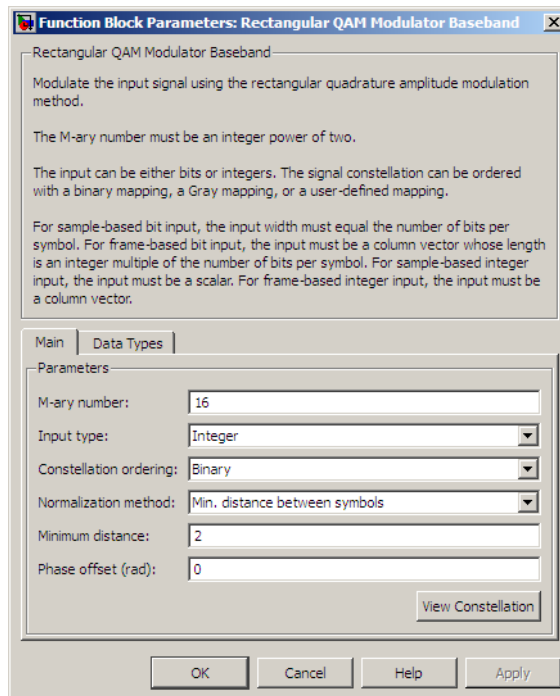 Function Block Parameters: Rectangular QAM Modulator Baseband
Rectangular QAM Modulator Baseband
Modulate the input signal using the rectangular quadrature amplitude modulation
method.
The M-ary number must be an integer power of two.
The input can be either bits or integers. The signal constellation can be ordered
with a binary mapping, a Gray mapping, or a user-defined mapping.
For sample-based bit input, the input width must equal the number of bits per
symbol. For frame-based bit input, the input must be a column vector whose length
is an integer multiple of the number of bits per symbol. For sample-based integer
input, the input must be a scalar. For frame-based integer input, the input must be
a column vector.
Main Data Types
Parameters
M-ary number: 16
Input type: Integer
Constellation ordering: Binary
Normalization method: Min. distance between symbols
Minimum distance: 2
Phase offset (rad): 0
View Constellation
OK Cancel Help Apply